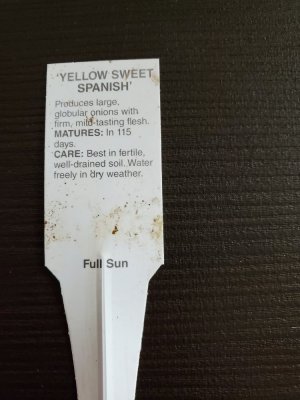 'YELLOW SWEET
SPANISH'
Produces large,
globular onions with
firm, mild-tasting flesh.
MATURES: In 115
days.
CARE: Best in fertile,
well-drained soil. Water
freely in dry weather.
Full Sun